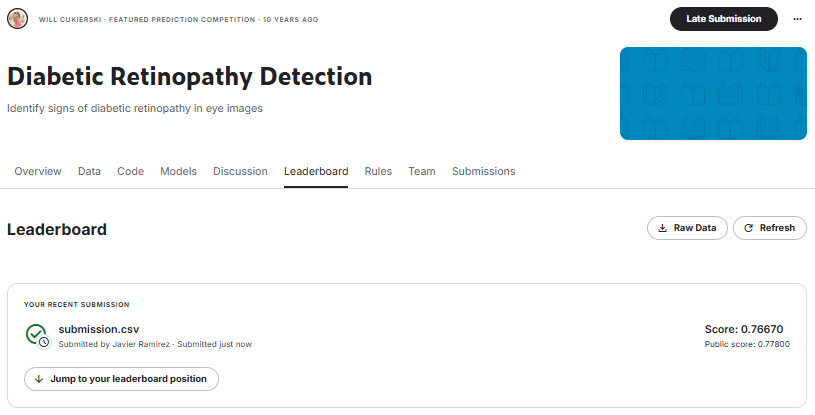 WILL CUKIERSKI · FEATURED PREDICTION COMPETITION · 10 YEARS AGO
Late Submission
Diabetic Retinopathy Detection
Identify signs of diabetic retinopathy in eye images
Overview Data Code Models Discussion Leaderboard Rules Team Submissions
Leaderboard
Raw Data
Refresh
YOUR RECENT SUBMISSION
submission.csv
Submitted by Javier Ramirez · Submitted just now
Score: 0.76670
Public score: 0.77800
Jump to your leaderboard position